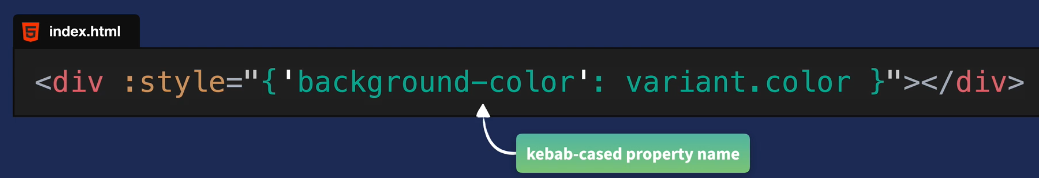 index.html
<div :style="{'background-color': variant.color }"></div>
kebab-cased property name